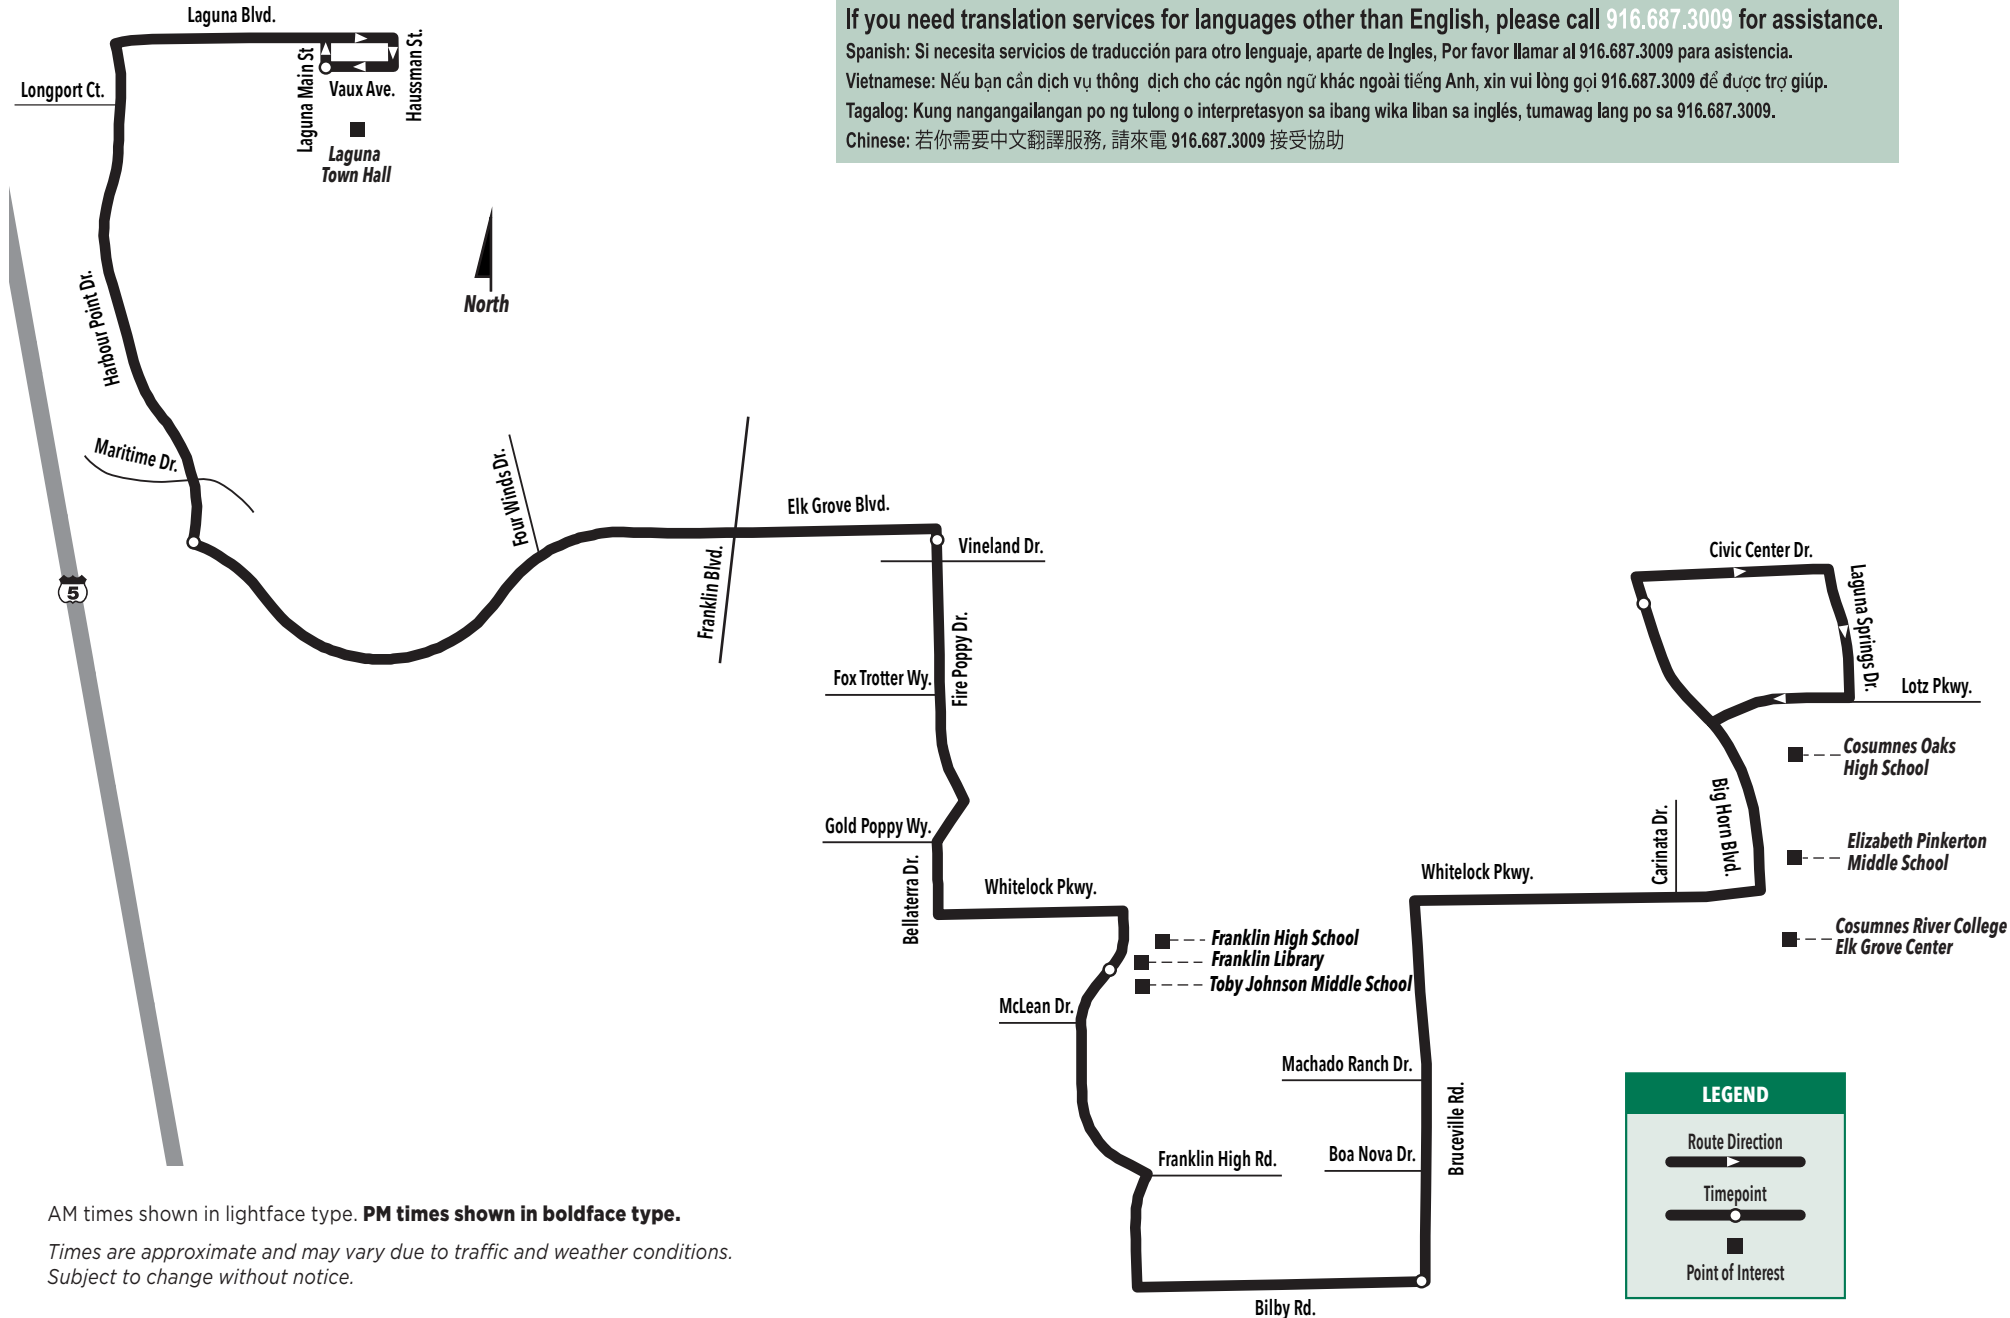 If you need translation services for languages other than English, please call 916.687.3009 for assistance.
Spanish: Si necesita servicios de traducción para otro lenguaje, aparte de Ingles, Por favor llamar al 916.687.3009 para asistencia.
Vietnamese: Nếu bạn cần dịch vụ thông dịch cho các ngôn ngữ khác ngoài tiếng Anh, xin vui lòng gọi 916.687.3009 để được trợ giúp.
Tagalog: Kung nangangailangan po ng tulong o interpretasyon sa ibang wika liban sa inglés, tumawag lang po sa 916.687.3009.
Chinese: 若你需要中文翻譯服務, 請來電 916.687.3009 接受協助
Laguna Blvd.
Longport Ct.
Laguna Main St
Vaux Ave.
Haussman St.
Laguna
Town Hall
North
Harbour Point Dr.
Maritime Dr.
5
Four Winds Dr.
Franklin Blvd.
Elk Grove Blvd.
Vineland Dr.
Fire Poppy Dr.
Fox Trotter Wy.
Gold Poppy Wy.
Bellaterra Dr.
Whitelock Pkwy.
Franklin High School
Franklin Library
Toby Johnson Middle School
McLean Dr.
Franklin High Rd.
Bilby Rd.
Machado Ranch Dr.
Boa Nova Dr.
Bruceville Rd.
Whitelock Pkwy.
Carinata Dr.
Big Horn Blvd.
Civic Center Dr.
Laguna Springs Dr.
Lotz Pkwy.
Cosumnes Oaks
High School
Elizabeth Pinkerton
Middle School
Cosumnes River College
Elk Grove Center
LEGEND
Route Direction
Timepoint
Point of Interest
AM times shown in lightface type. PM times shown in boldface type.
Times are approximate and may vary due to traffic and weather conditions.
Subject to change without notice.